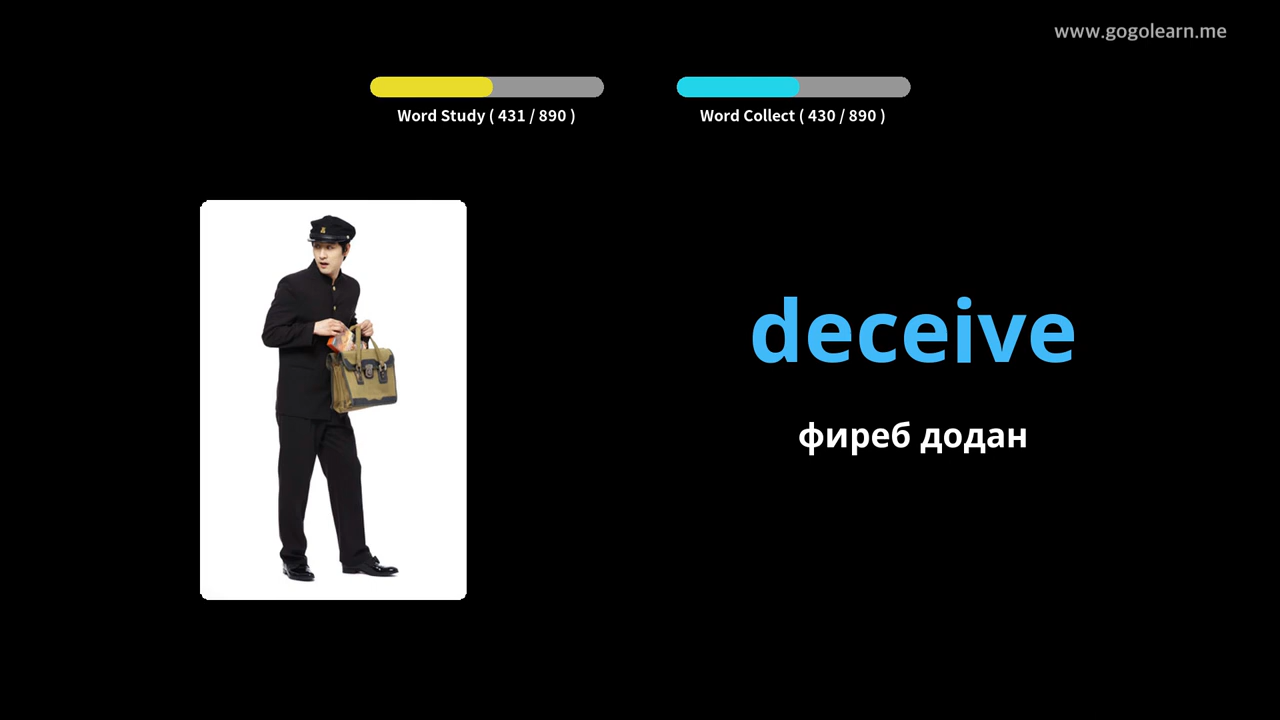 www.gogolearn.me
Word Study ( 431 / 890 )
Word Collect ( 430 / 890 )
deceive
фиреб додан